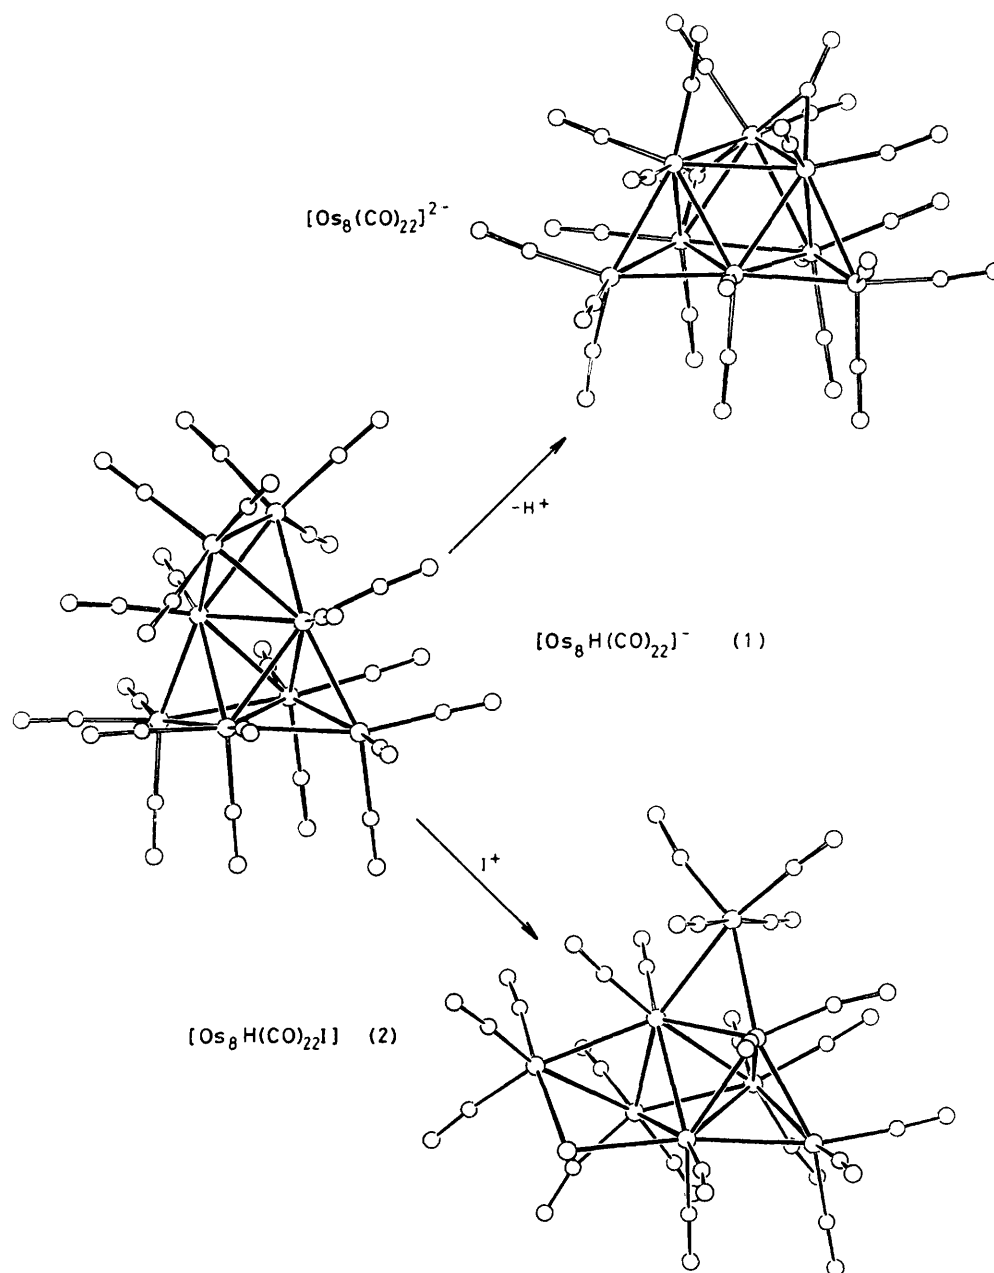 [Os₈(CO)₂₂]²⁻
-H⁺
[Os₈H(CO)₂₂]⁻ (1)
I⁺
[Os₈H(CO)₂₂I] (2)